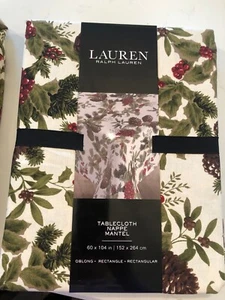 LAUREN
RALPH LAUREN
TABLECLOTH
NAPPE
MANTEL
60 x 104 in | 152 x 264 cm
OBLONG • RECTANGLE • RECTANGULAR